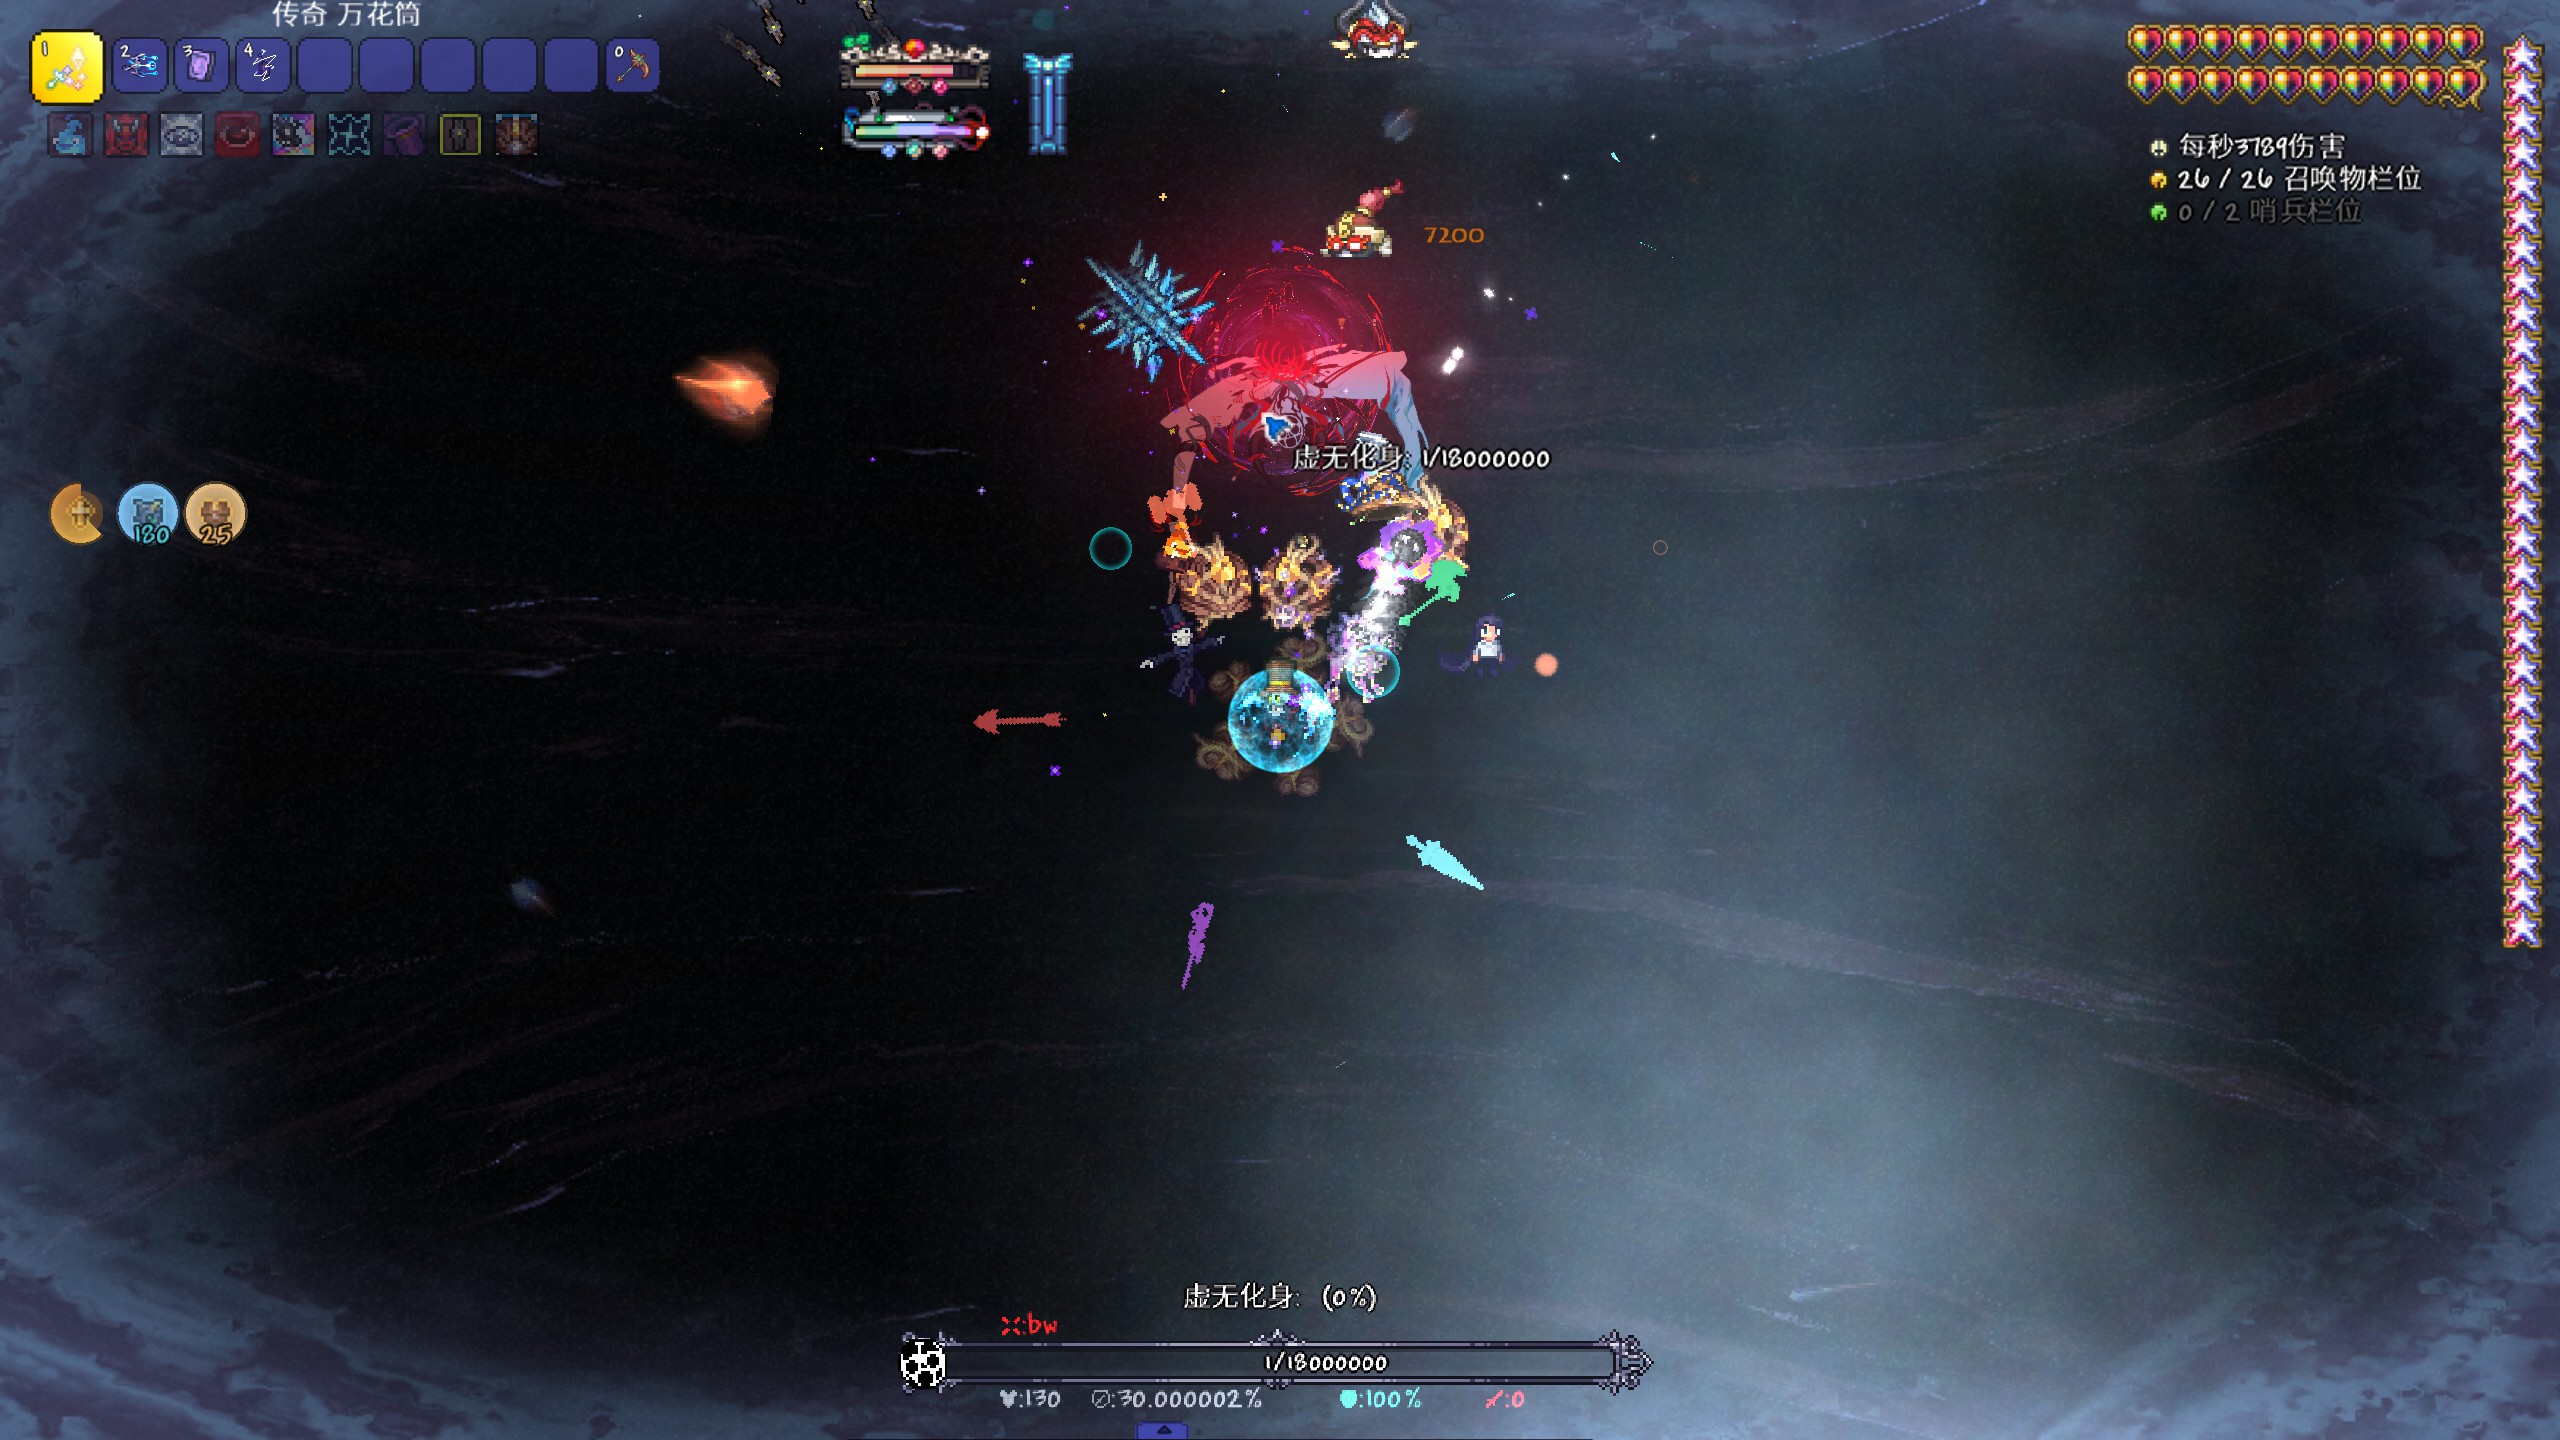 传奇 万花筒
1 2 3 4 0
每秒3789伤害
26 / 26 召唤物栏位
0 / 2 哨兵栏位
7200
虚无化身: 1/18000000
180 25
虚无化身: (0%)
:bw
1/18000000
:130 :30.000002% :100% :0